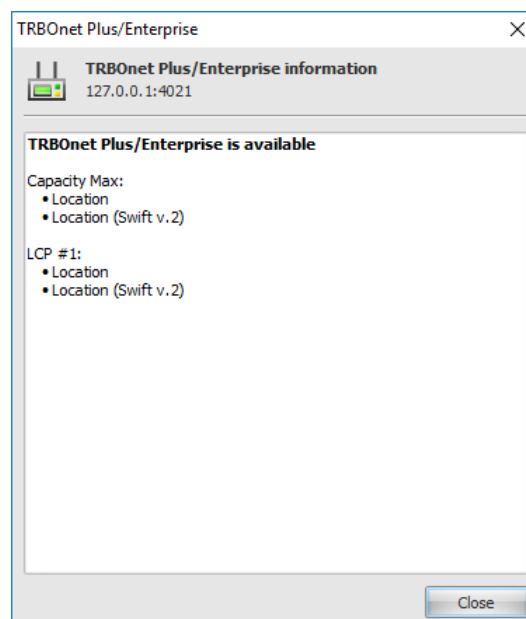 TRBOnet Plus/Enterprise
TRBOnet Plus/Enterprise information
127.0.0.1:4021
TRBOnet Plus/Enterprise is available
Capacity Max:
• Location
• Location (Swift v.2)
LCP #1:
• Location
• Location (Swift v.2)
Close